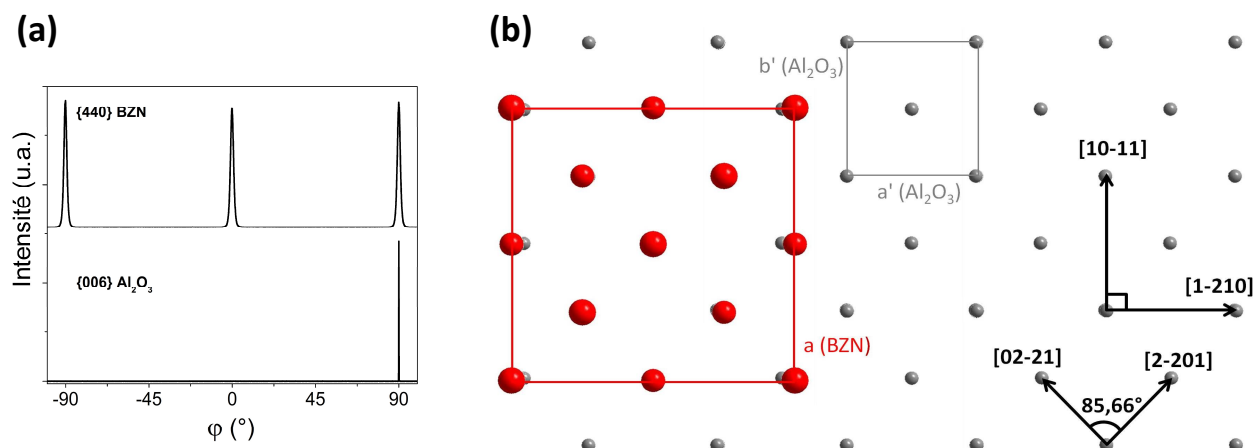 (a)
{440} BZN
{006} Al₂O₃
Intensité (u.a.)
-90 -45 0 45 90
φ (°)
(b)
b' (Al₂O₃)
a' (Al₂O₃)
a (BZN)
[10-11]
[1-210]
[02-21]
[2-201]
85,66°